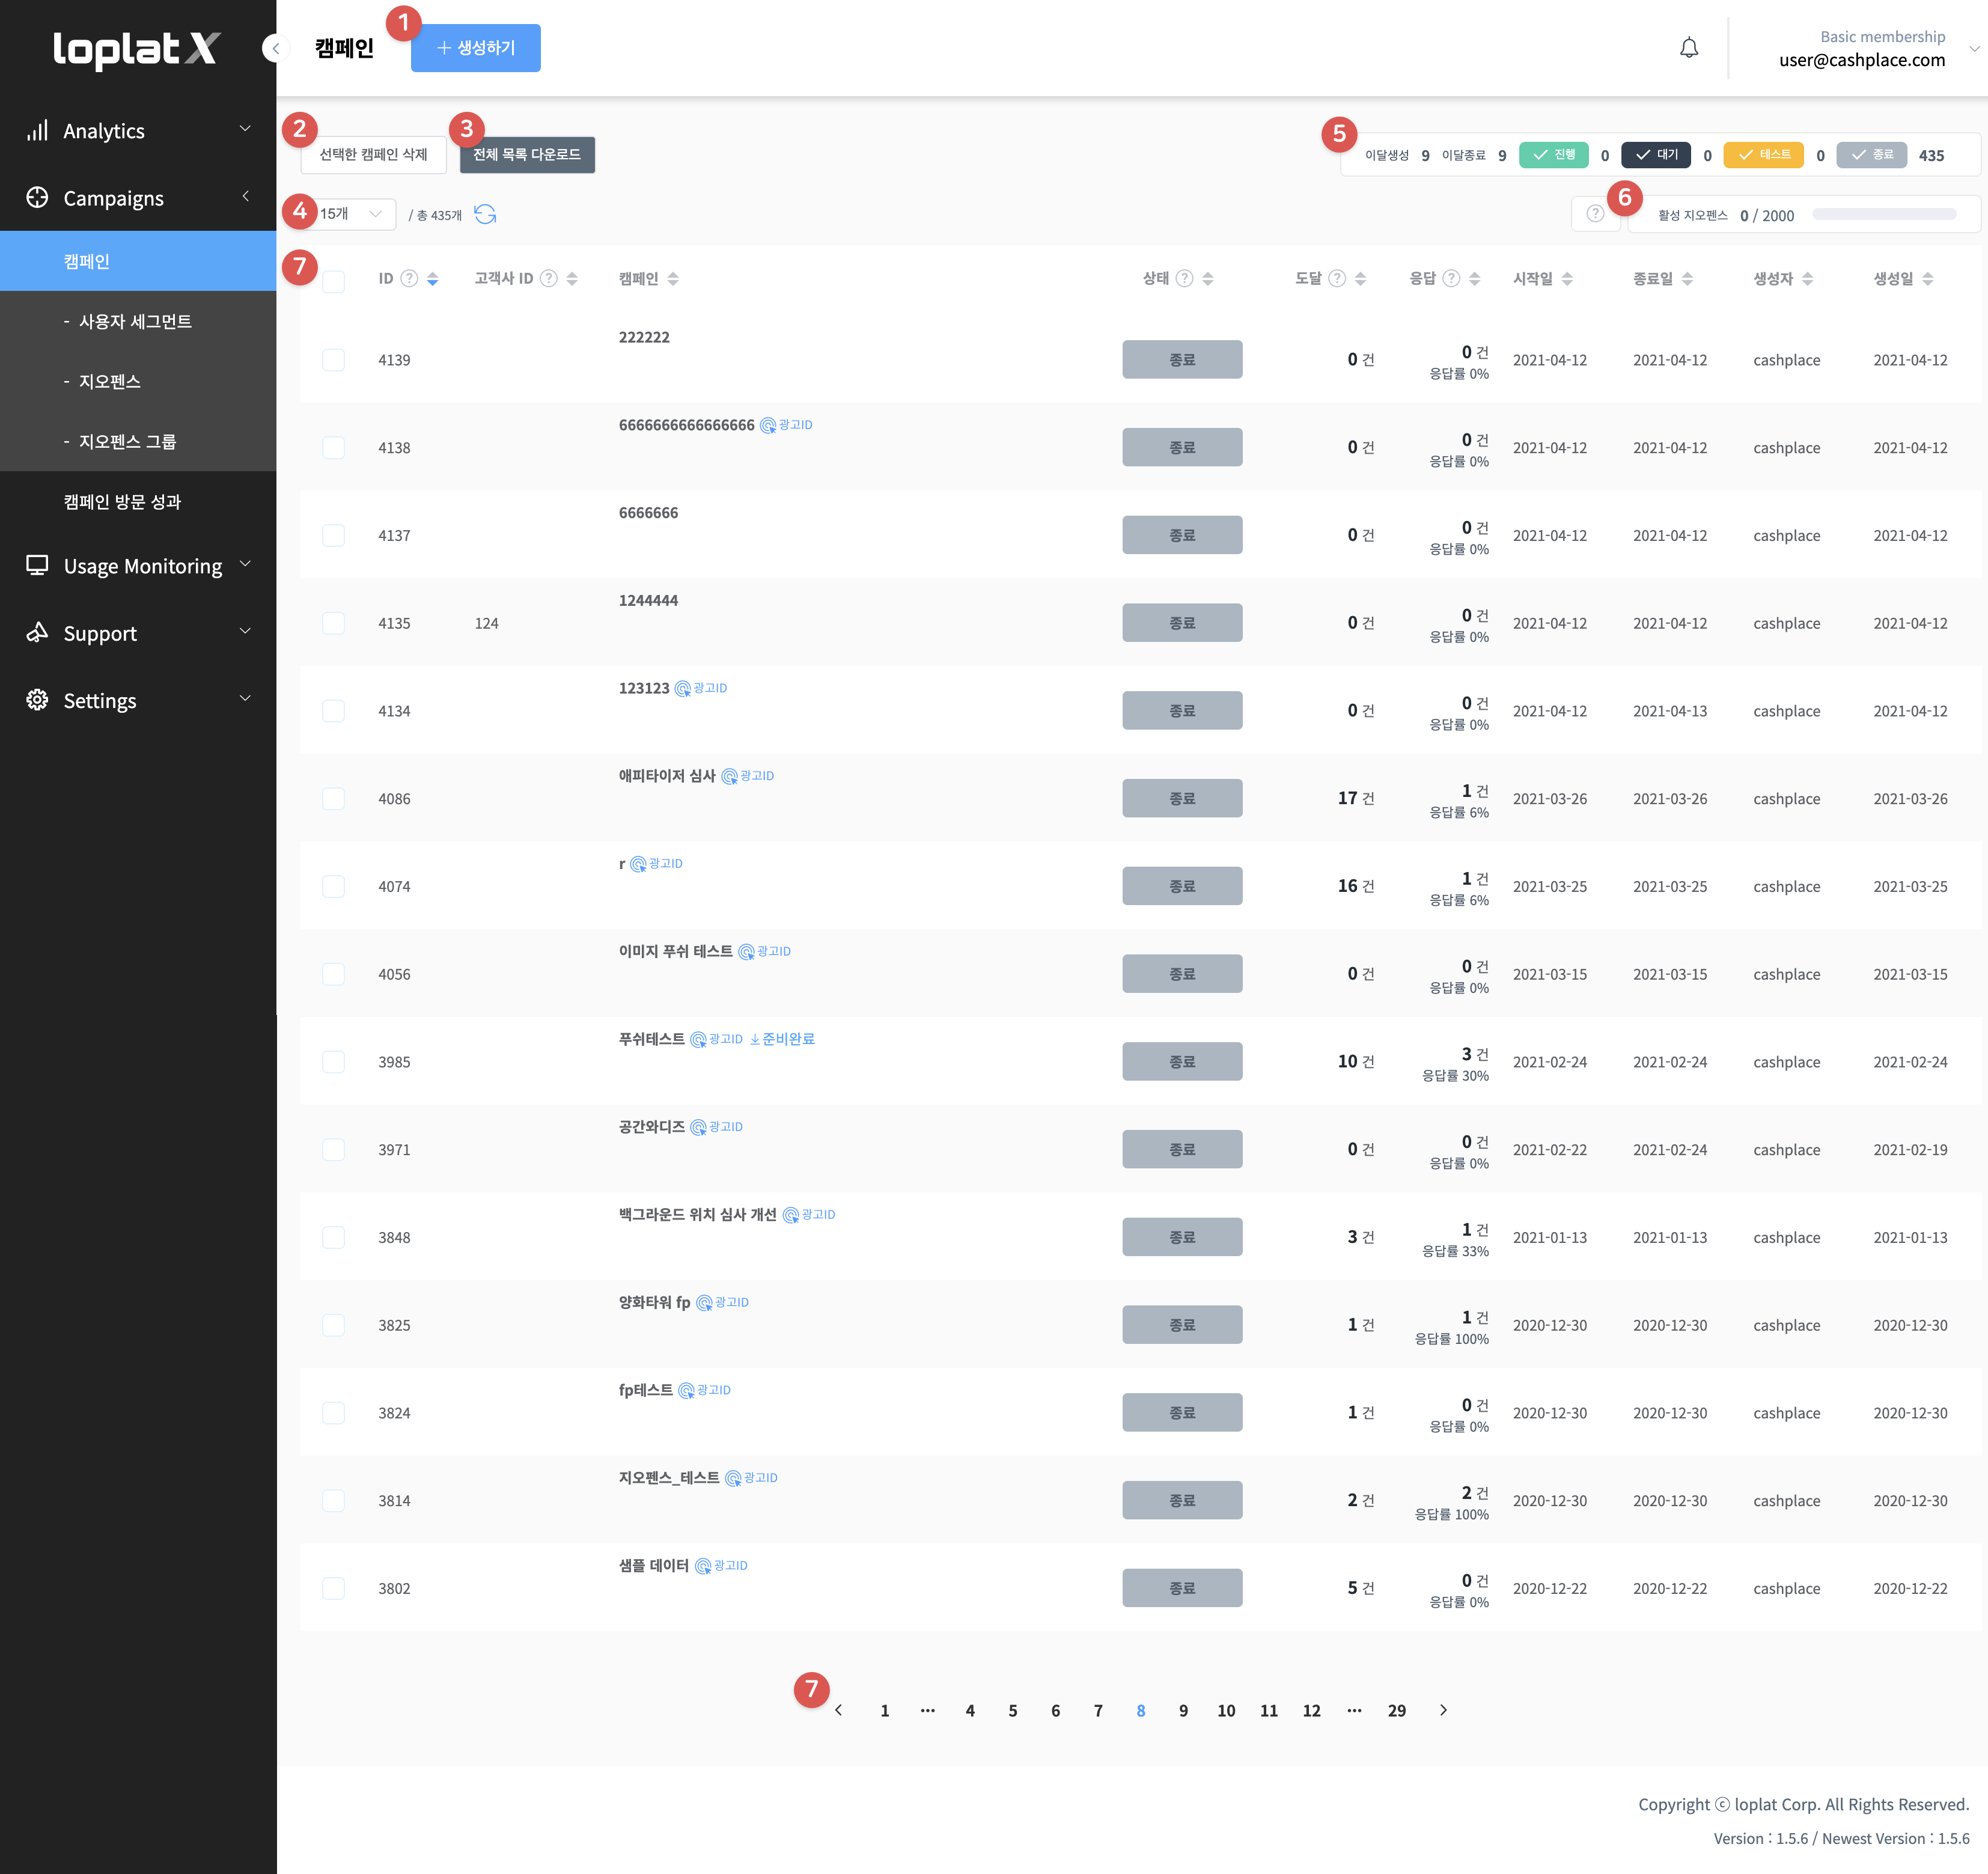 loplat X
Analytics
Campaigns
캠페인
- 사용자 세그먼트
- 지오펜스
- 지오펜스 그룹
캠페인 방문 성과
Usage Monitoring
Support
Settings
캠페인
1
+ 생성하기
Basic membership
user@cashplace.com
2
선택한 캠페인 삭제
3
전체 목록 다운로드
5
이달생성 9 이달종료 9 진행 0 대기 0 테스트 0 종료 435
4
15개 / 총 435개
?
6
활성 지오펜스 0 / 2000
7
ID ? 고객사 ID ? 캠페인 상태 ? 도달 ? 응답 ? 시작일 종료일 생성자 생성일
4139 222222 종료 0 건 0 건 응답률 0% 2021-04-12 2021-04-12 cashplace 2021-04-12
4138 6666666666666666 광고ID 종료 0 건 0 건 응답률 0% 2021-04-12 2021-04-12 cashplace 2021-04-12
4137 6666666 종료 0 건 0 건 응답률 0% 2021-04-12 2021-04-12 cashplace 2021-04-12
4135 124 1244444 종료 0 건 0 건 응답률 0% 2021-04-12 2021-04-12 cashplace 2021-04-12
4134 123123 광고ID 종료 0 건 0 건 응답률 0% 2021-04-12 2021-04-13 cashplace 2021-04-12
4086 애피타이저 심사 광고ID 종료 17 건 1 건 응답률 6% 2021-03-26 2021-03-26 cashplace 2021-03-26
4074 r 광고ID 종료 16 건 1 건 응답률 6% 2021-03-25 2021-03-25 cashplace 2021-03-25
4056 이미지 푸쉬 테스트 광고ID 종료 0 건 0 건 응답률 0% 2021-03-15 2021-03-15 cashplace 2021-03-15
3985 푸쉬테스트 광고ID 준비완료 종료 10 건 3 건 응답률 30% 2021-02-24 2021-02-24 cashplace 2021-02-24
3971 공간와디즈 광고ID 종료 0 건 0 건 응답률 0% 2021-02-22 2021-02-24 cashplace 2021-02-19
3848 백그라운드 위치 심사 개선 광고ID 종료 3 건 1 건 응답률 33% 2021-01-13 2021-01-13 cashplace 2021-01-13
3825 양화타워 fp 광고ID 종료 1 건 1 건 응답률 100% 2020-12-30 2020-12-30 cashplace 2020-12-30
3824 fp테스트 광고ID 종료 1 건 0 건 응답률 0% 2020-12-30 2020-12-30 cashplace 2020-12-30
3814 지오펜스_테스트 광고ID 종료 2 건 2 건 응답률 100% 2020-12-30 2020-12-30 cashplace 2020-12-30
3802 샘플 데이터 광고ID 종료 5 건 0 건 응답률 0% 2020-12-22 2020-12-22 cashplace 2020-12-22
7
< 1 ··· 4 5 6 7 8 9 10 11 12 ··· 29 >
Copyright ⓒ loplat Corp. All Rights Reserved.
Version : 1.5.6 / Newest Version : 1.5.6